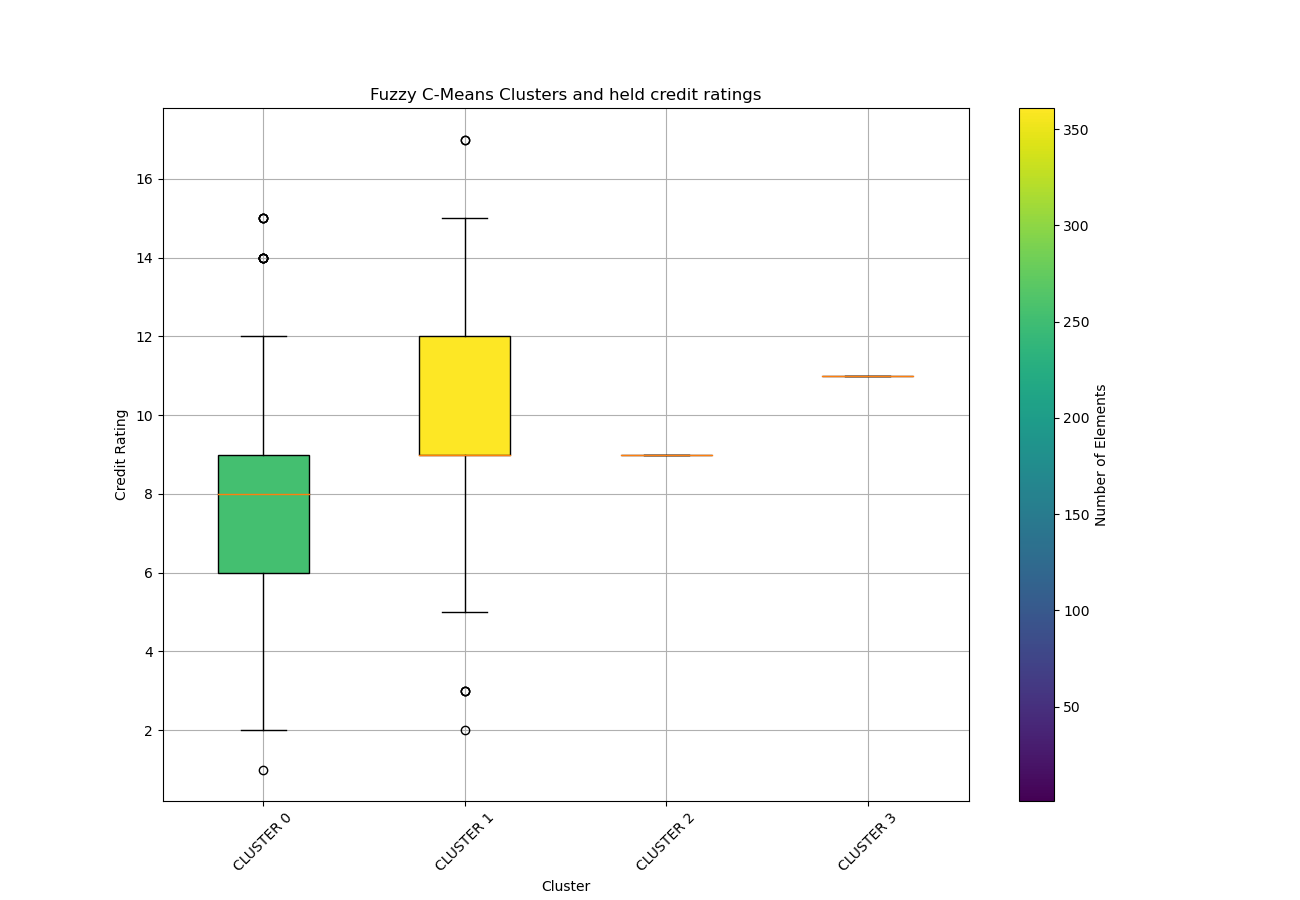 Fuzzy C-Means Clusters and held credit ratings
16
14
12
10
8
6
4
2
Credit Rating
CLUSTER 0
CLUSTER 1
CLUSTER 2
CLUSTER 3
Cluster
350
300
250
200
150
100
50
Number of Elements